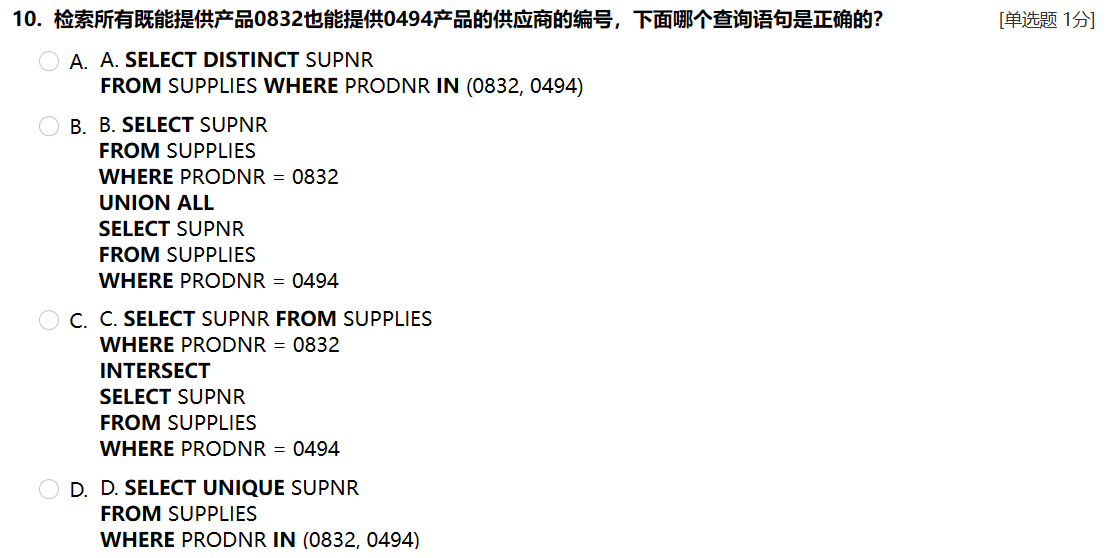 10. 检索所有既能提供产品0832也能提供0494产品的供应商的编号，下面哪个查询语句是正确的？ [单选题 1分]
A. A. SELECT DISTINCT SUPNR
FROM SUPPLIES WHERE PRODNR IN (0832, 0494)
B. B. SELECT SUPNR
FROM SUPPLIES
WHERE PRODNR = 0832
UNION ALL
SELECT SUPNR
FROM SUPPLIES
WHERE PRODNR = 0494
C. C. SELECT SUPNR FROM SUPPLIES
WHERE PRODNR = 0832
INTERSECT
SELECT SUPNR
FROM SUPPLIES
WHERE PRODNR = 0494
D. D. SELECT UNIQUE SUPNR
FROM SUPPLIES
WHERE PRODNR IN (0832, 0494)